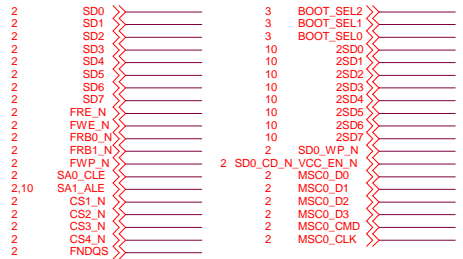 2 SD0
2 SD1
2 SD2
2 SD3
2 SD4
2 SD5
2 SD6
2 SD7
2 FRE_N
2 FWE_N
2 FRB0_N
2 FRB1_N
2 FWP_N
2 SA0_CLE
2,10 SA1_ALE
2 CS1_N
2 CS2_N
2 CS3_N
2 CS4_N
2 FNDQS
3 BOOT_SEL2
3 BOOT_SEL1
3 BOOT_SEL0
10 2SD0
10 2SD1
10 2SD2
10 2SD3
10 2SD4
10 2SD5
10 2SD6
10 2SD7
2 SD0_WP_N
2 SD0_CD_N_VCC_EN_N
2 MSC0_D0
2 MSC0_D1
2 MSC0_D2
2 MSC0_D3
2 MSC0_CMD
2 MSC0_CLK